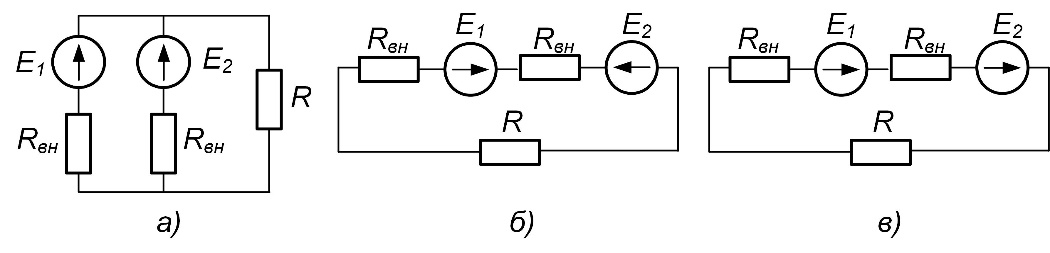 E1 E2 R
Rвн Rвн
а)
Rвн E1 Rвн E2
R
б)
Rвн E1 Rвн E2
R
в)